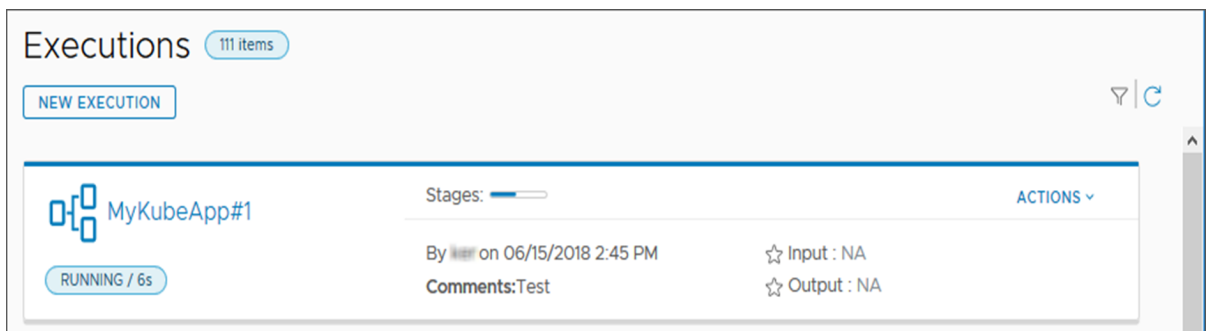 Executions 111 items
NEW EXECUTION
MyKubeApp#1
RUNNING / 6s
Stages:
ACTIONS
By on 06/15/2018 2:45 PM
Comments:Test
Input : NA
Output : NA